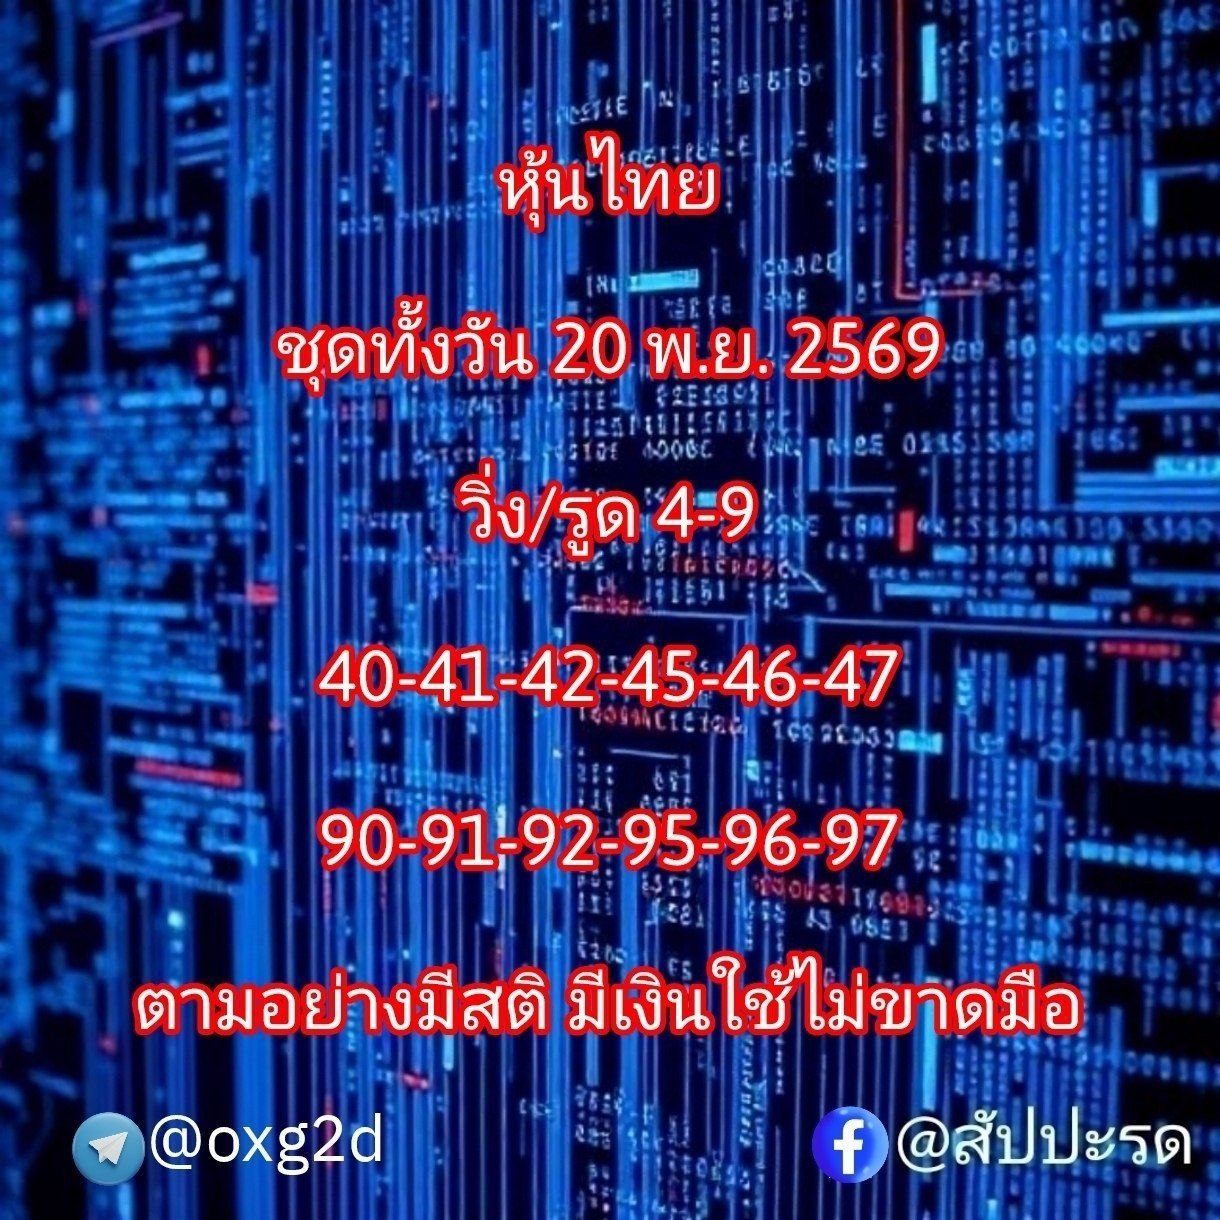 หุ้นไทย
ชุดทั้งวัน 20 พ.ย. 2569
วิ่ง/รูด 4-9
40-41-42-45-46-47
90-91-92-95-96-97
ตามอย่างมีสติ มีเงินใช้ไม่ขาดมือ
@oxg2d
@สัปปะรด